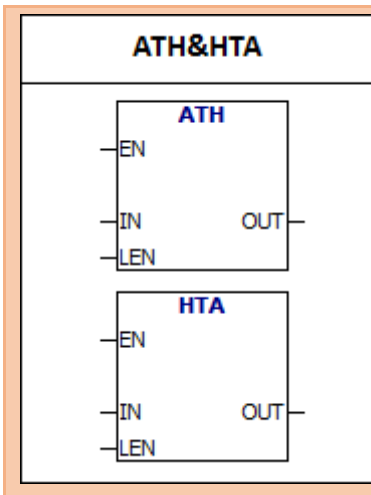 ATH&HTA
ATH
EN
IN OUT
LEN
HTA
EN
IN OUT
LEN